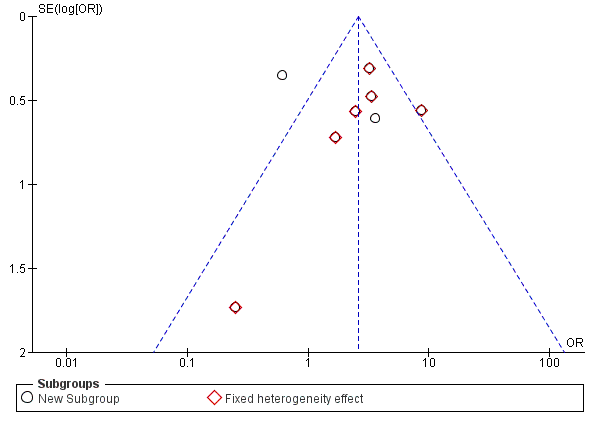 SE(log[OR])
0
0.5
1
1.5
2
0.01
0.1
1
10
100
OR
Subgroups
New Subgroup
Fixed heterogeneity effect